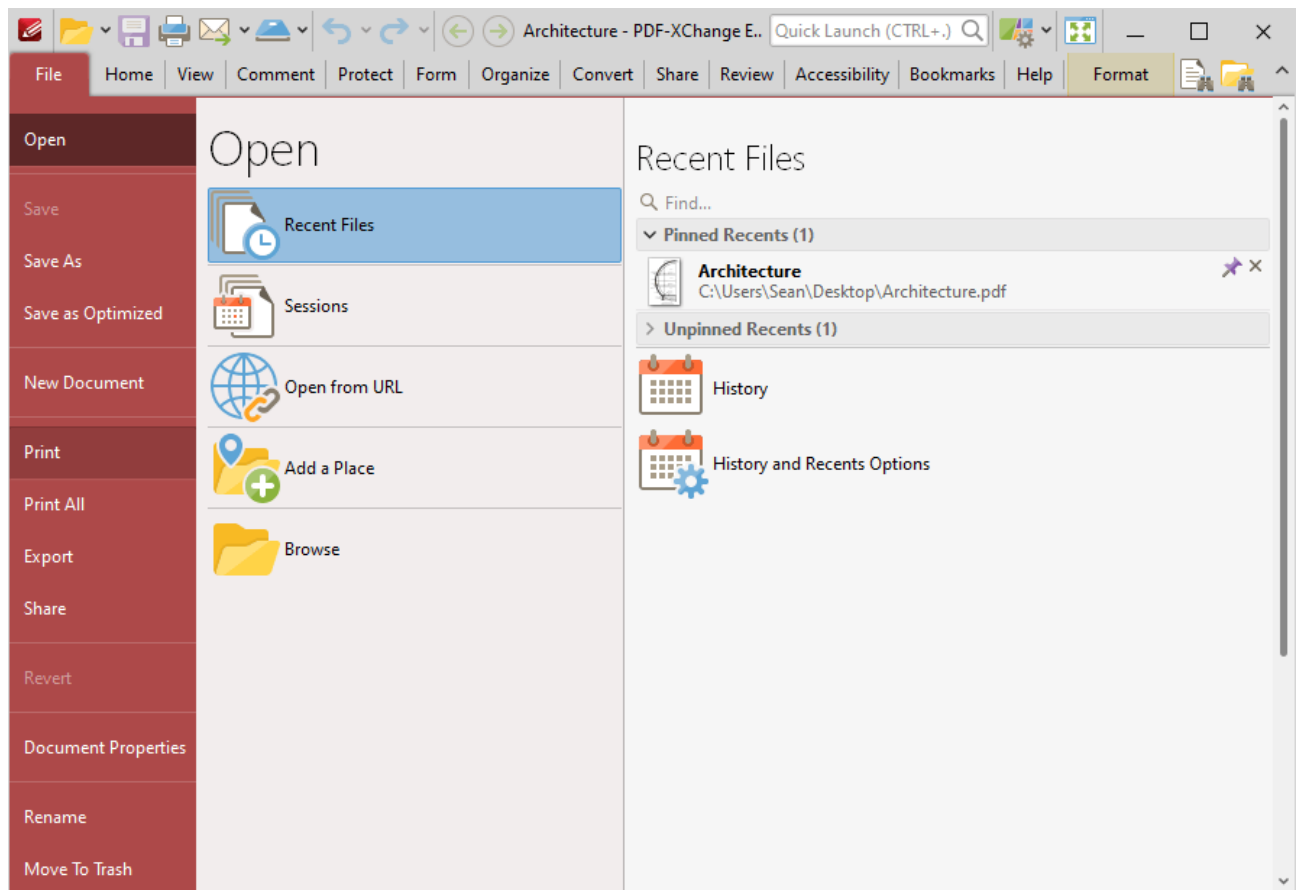 Architecture - PDF-XChange E.. Quick Launch (CTRL+.)
File Home View Comment Protect Form Organize Convert Share Review Accessibility Bookmarks Help Format
Open
Save
Save As
Save as Optimized
New Document
Print
Print All
Export
Share
Revert
Document Properties
Rename
Move To Trash
Open
Recent Files
Sessions
Open from URL
Add a Place
Browse
Recent Files
Find...
Pinned Recents (1)
Architecture
C:\Users\Sean\Desktop\Architecture.pdf
Unpinned Recents (1)
History
History and Recents Options